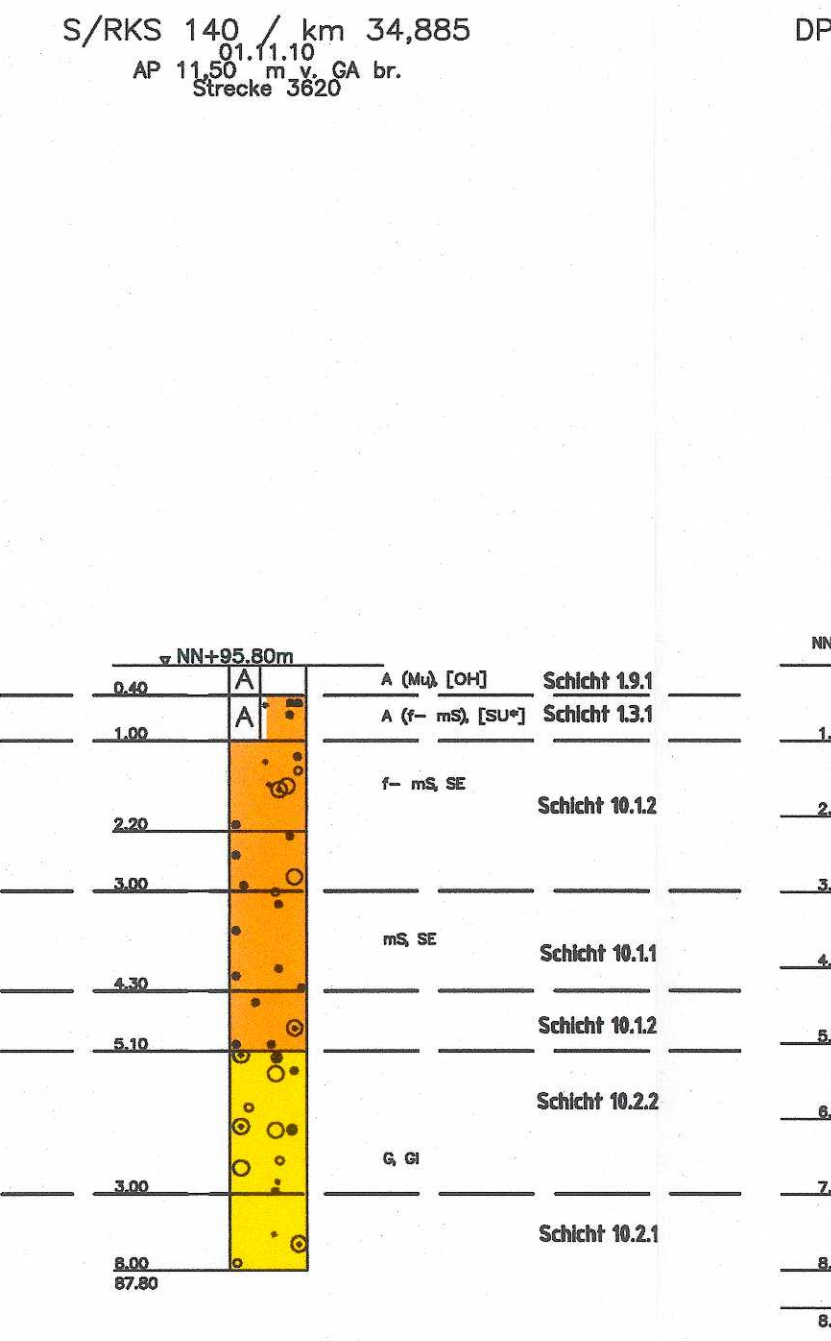 S/RKS 140 / km 34,885
01.11.10
AP 11,50 m v. GA br.
Strecke 3620
DP
NN+95.80m
NN
A
A (Mu), [OH]
Schicht 1.9.1
0.40
A
A (f- mS), [SU*]
Schicht 1.3.1
1.00
1.
f- mS, SE
Schicht 10.1.2
2.20
2.
3.00
3.
mS, SE
Schicht 10.1.1
4.
4.30
Schicht 10.1.2
5.10
5.
Schicht 10.2.2
6.
G, GI
3.00
7.
Schicht 10.2.1
8.00
8.
87.80
8.